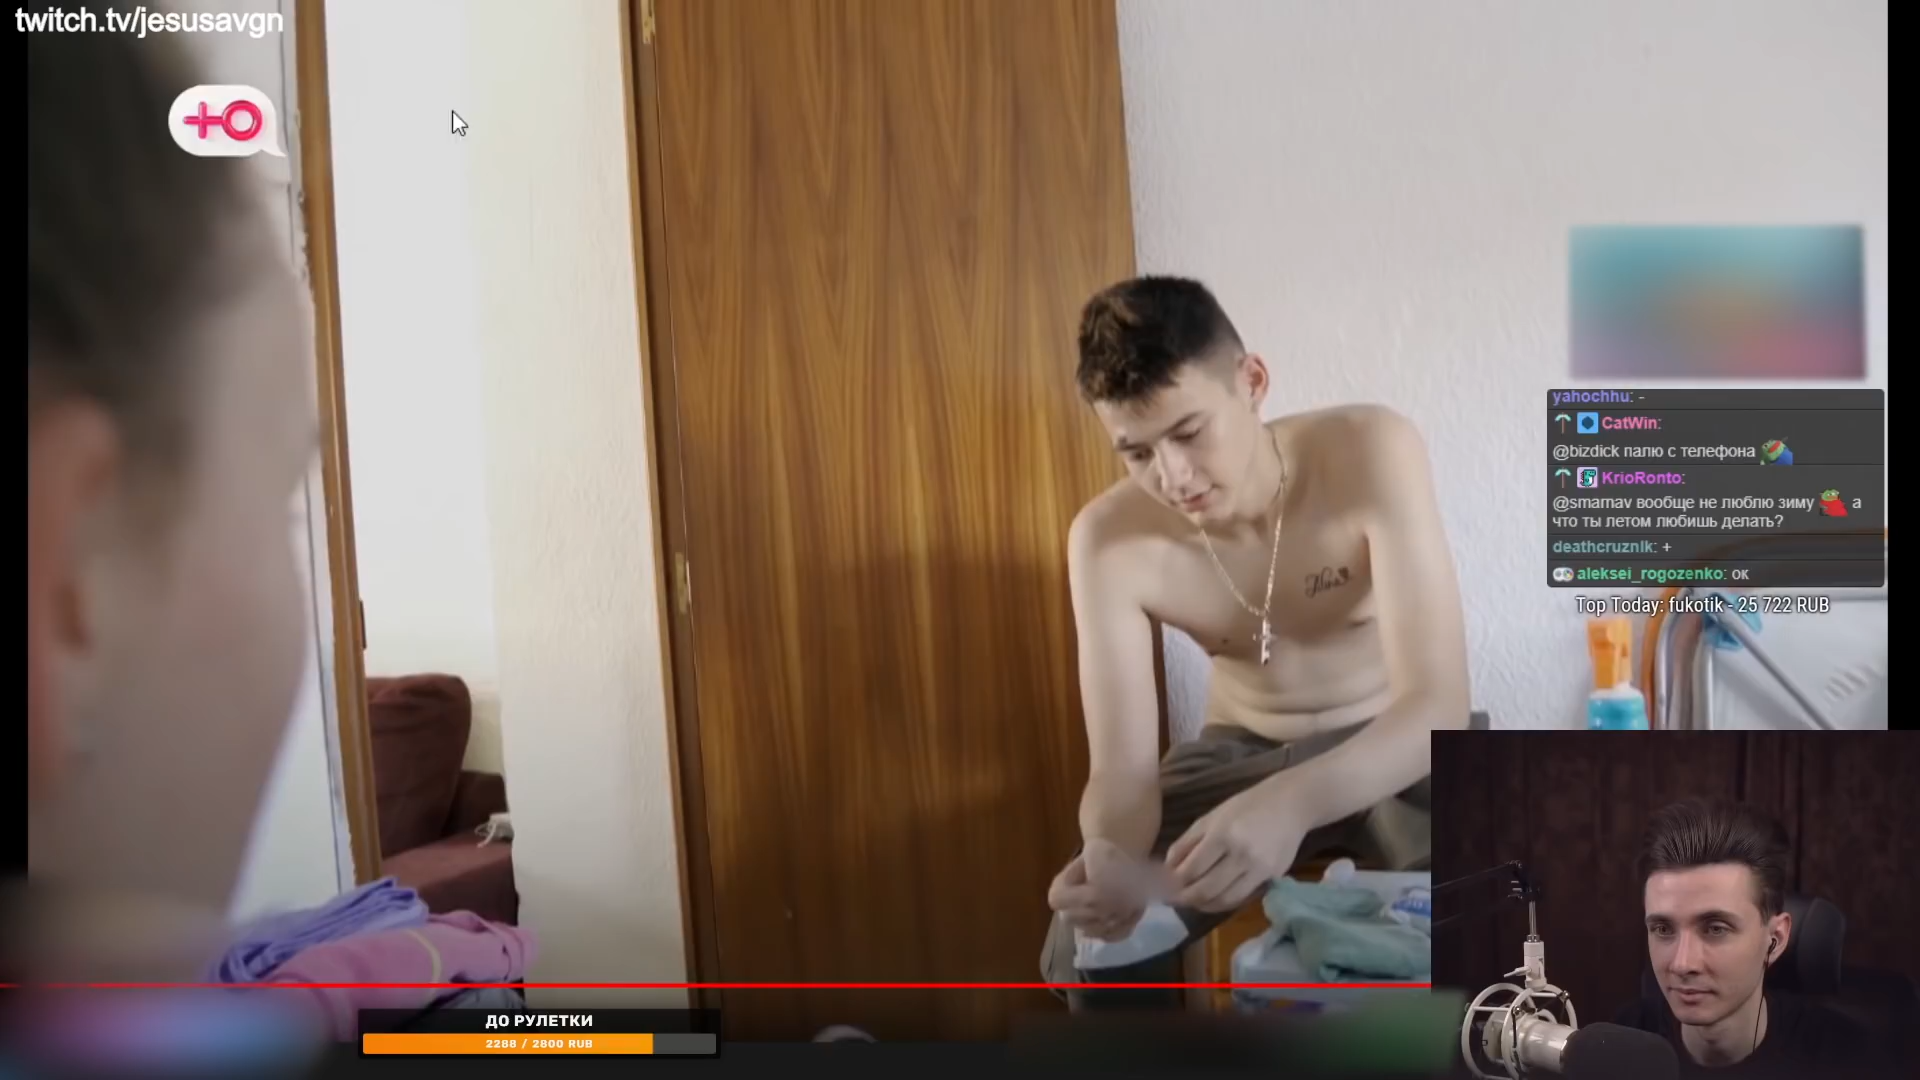 twitch.tv/jesusavgn
Ю
yahochhu: -
CatWin:
@bizdick палю с телефона
KrioRonto:
@smarnav вообще не люблю зиму а
что ты летом любишь делать?
deathcruznik: +
aleksei_rogozenko: ок
Top Today: fukotik - 25 722 RUB
ДО РУЛЕТКИ
2288 / 2800 RUB